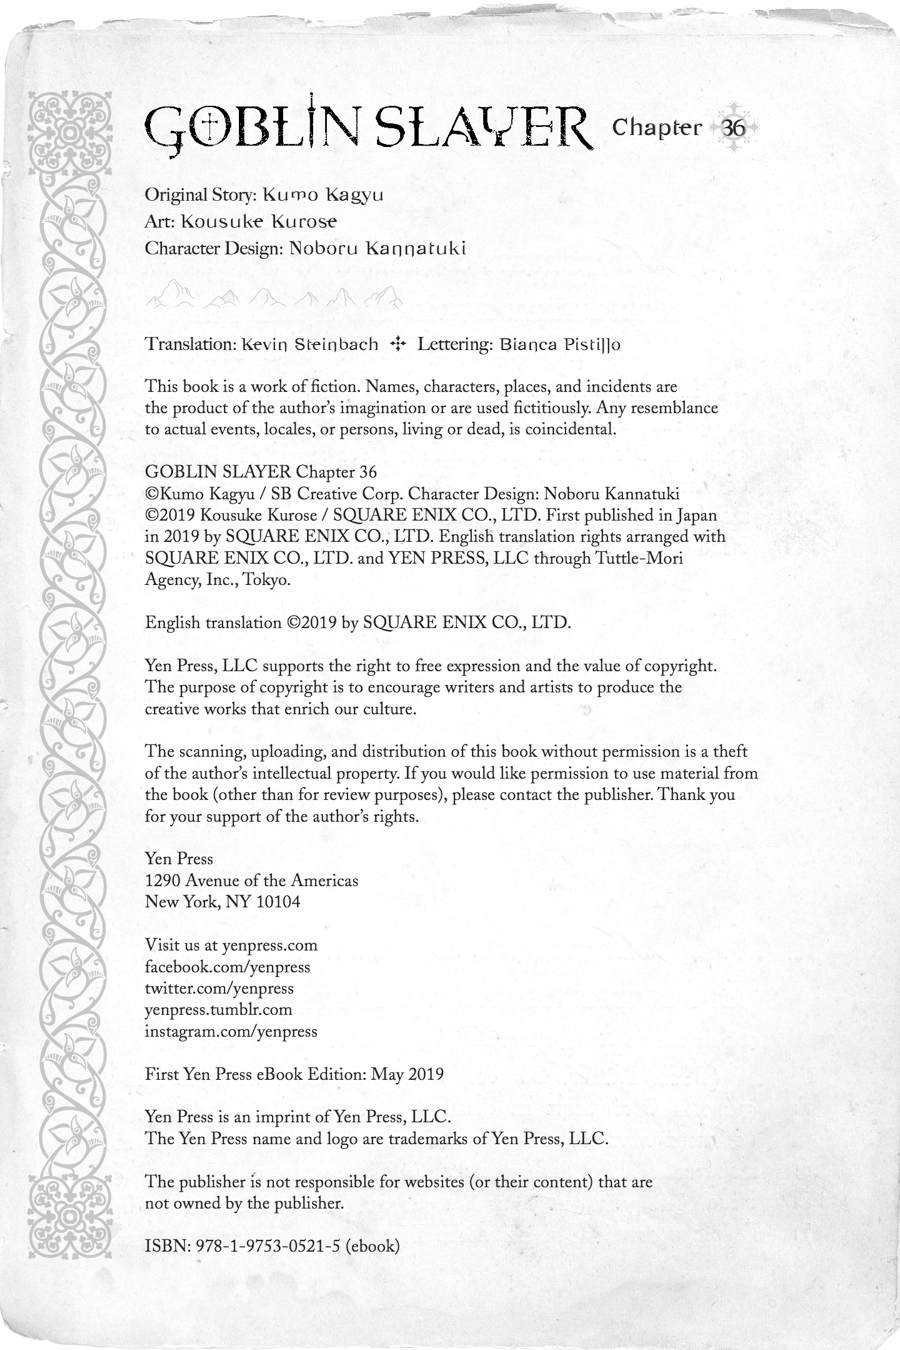 GOBLIN SLAYER Chapter 36
Original Story: Kumo Kagyu
Art: Kousuke Kurose
Character Design: Noboru Kannatuki
Translation: Kevin Steinbach ✣ Lettering: Bianca Pistillo
This book is a work of fiction. Names, characters, places, and incidents are
the product of the author’s imagination or are used fictitiously. Any resemblance
to actual events, locales, or persons, living or dead, is coincidental.
GOBLIN SLAYER Chapter 36
©Kumo Kagyu / SB Creative Corp. Character Design: Noboru Kannatuki
©2019 Kousuke Kurose / SQUARE ENIX CO., LTD. First published in Japan
in 2019 by SQUARE ENIX CO., LTD. English translation rights arranged with
SQUARE ENIX CO., LTD. and YEN PRESS, LLC through Tuttle-Mori
Agency, Inc., Tokyo.
English translation ©2019 by SQUARE ENIX CO., LTD.
Yen Press, LLC supports the right to free expression and the value of copyright.
The purpose of copyright is to encourage writers and artists to produce the
creative works that enrich our culture.
The scanning, uploading, and distribution of this book without permission is a theft
of the author’s intellectual property. If you would like permission to use material from
the book (other than for review purposes), please contact the publisher. Thank you
for your support of the author’s rights.
Yen Press
1290 Avenue of the Americas
New York, NY 10104
Visit us at yenpress.com
facebook.com/yenpress
twitter.com/yenpress
yenpress.tumblr.com
instagram.com/yenpress
First Yen Press eBook Edition: May 2019
Yen Press is an imprint of Yen Press, LLC.
The Yen Press name and logo are trademarks of Yen Press, LLC.
The publisher is not responsible for websites (or their content) that are
not owned by the publisher.
ISBN: 978-1-9753-0521-5 (ebook)